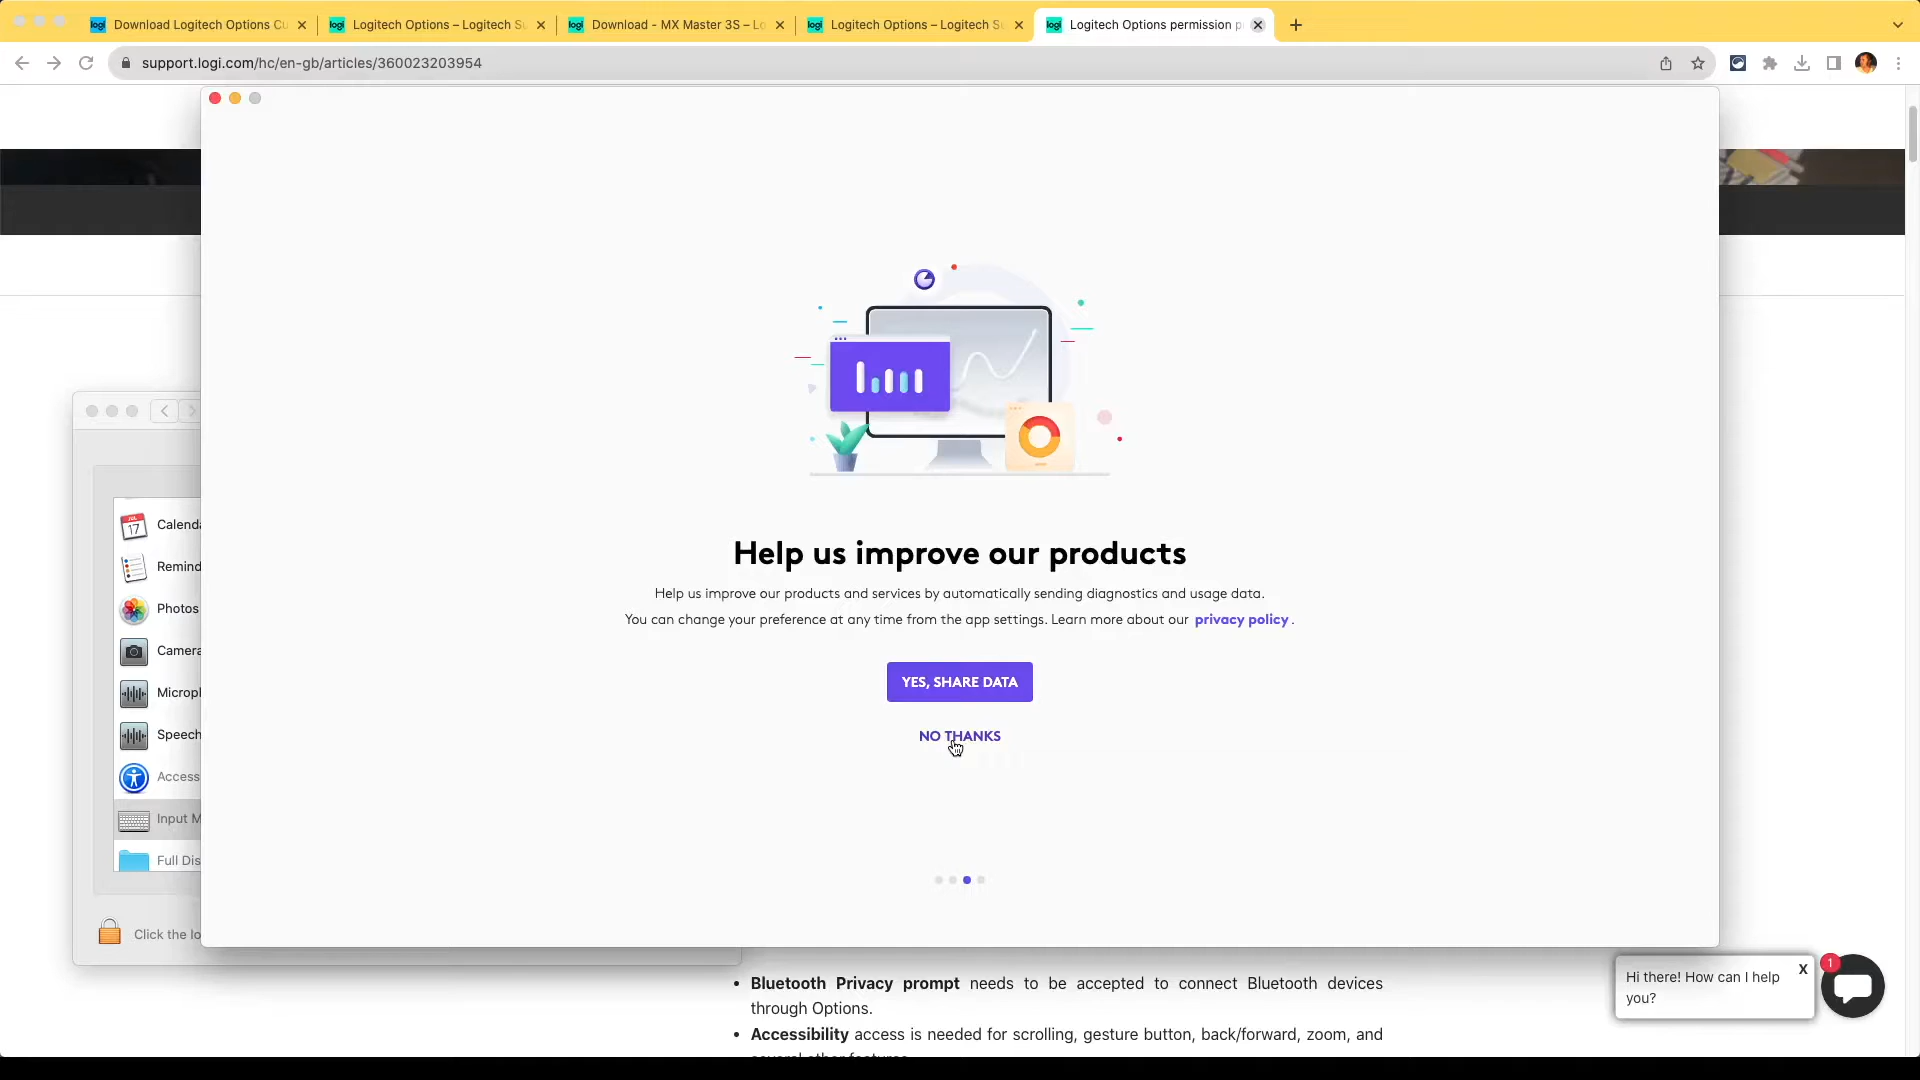 Download Logitech Options Cu
Logitech Options – Logitech Su
Download - MX Master 3S – Lo
Logitech Options – Logitech Su
Logitech Options permission p
support.logi.com/hc/en-gb/articles/360023203954
Help us improve our products
Help us improve our products and services by automatically sending diagnostics and usage data.
You can change your preference at any time from the app settings. Learn more about our privacy policy.
YES, SHARE DATA
NO THANKS
JUL
17
Calenda
Remind
Photos
Camera
Microp
Speech
Access
Input M
Full Dis
Click the lo
• Bluetooth Privacy prompt needs to be accepted to connect Bluetooth devices
through Options.
• Accessibility access is needed for scrolling, gesture button, back/forward, zoom, and
Hi there! How can I help
you?
X
1